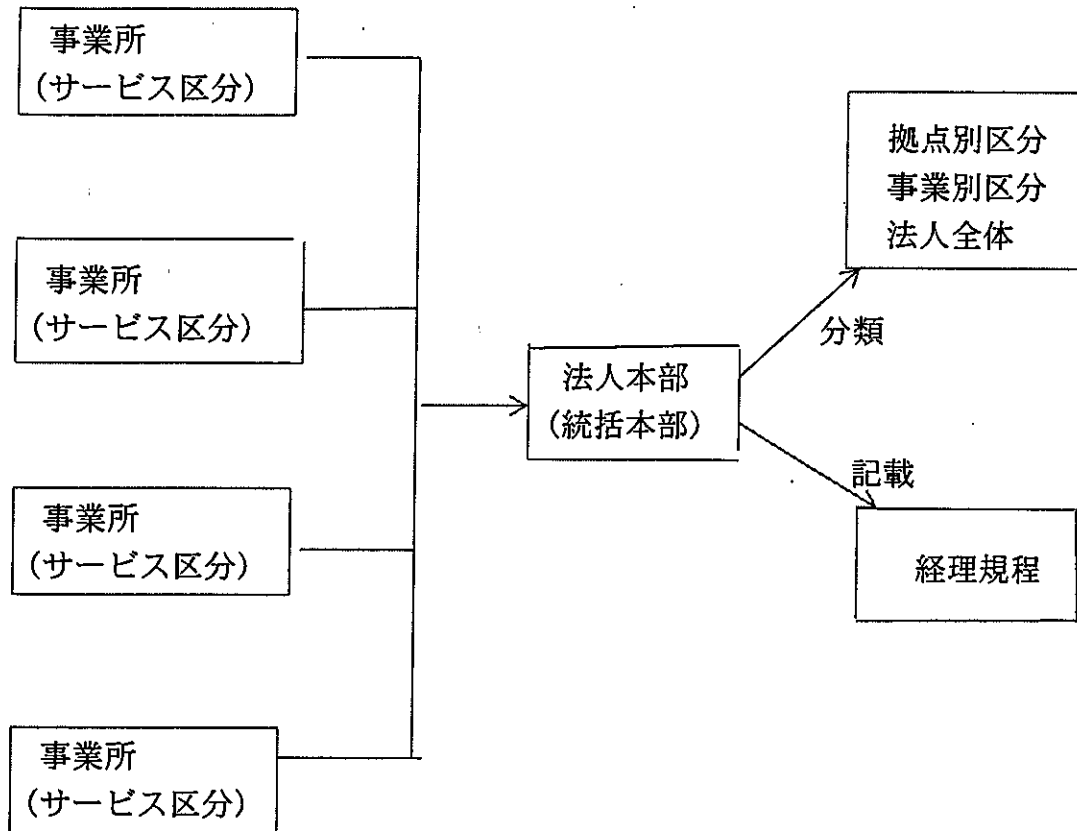 事業所
(サービス区分)
事業所
(サービス区分)
事業所
(サービス区分)
事業所
(サービス区分)
法人本部
(統括本部)
分類
記載
拠点別区分
事業別区分
法人全体
経理規程